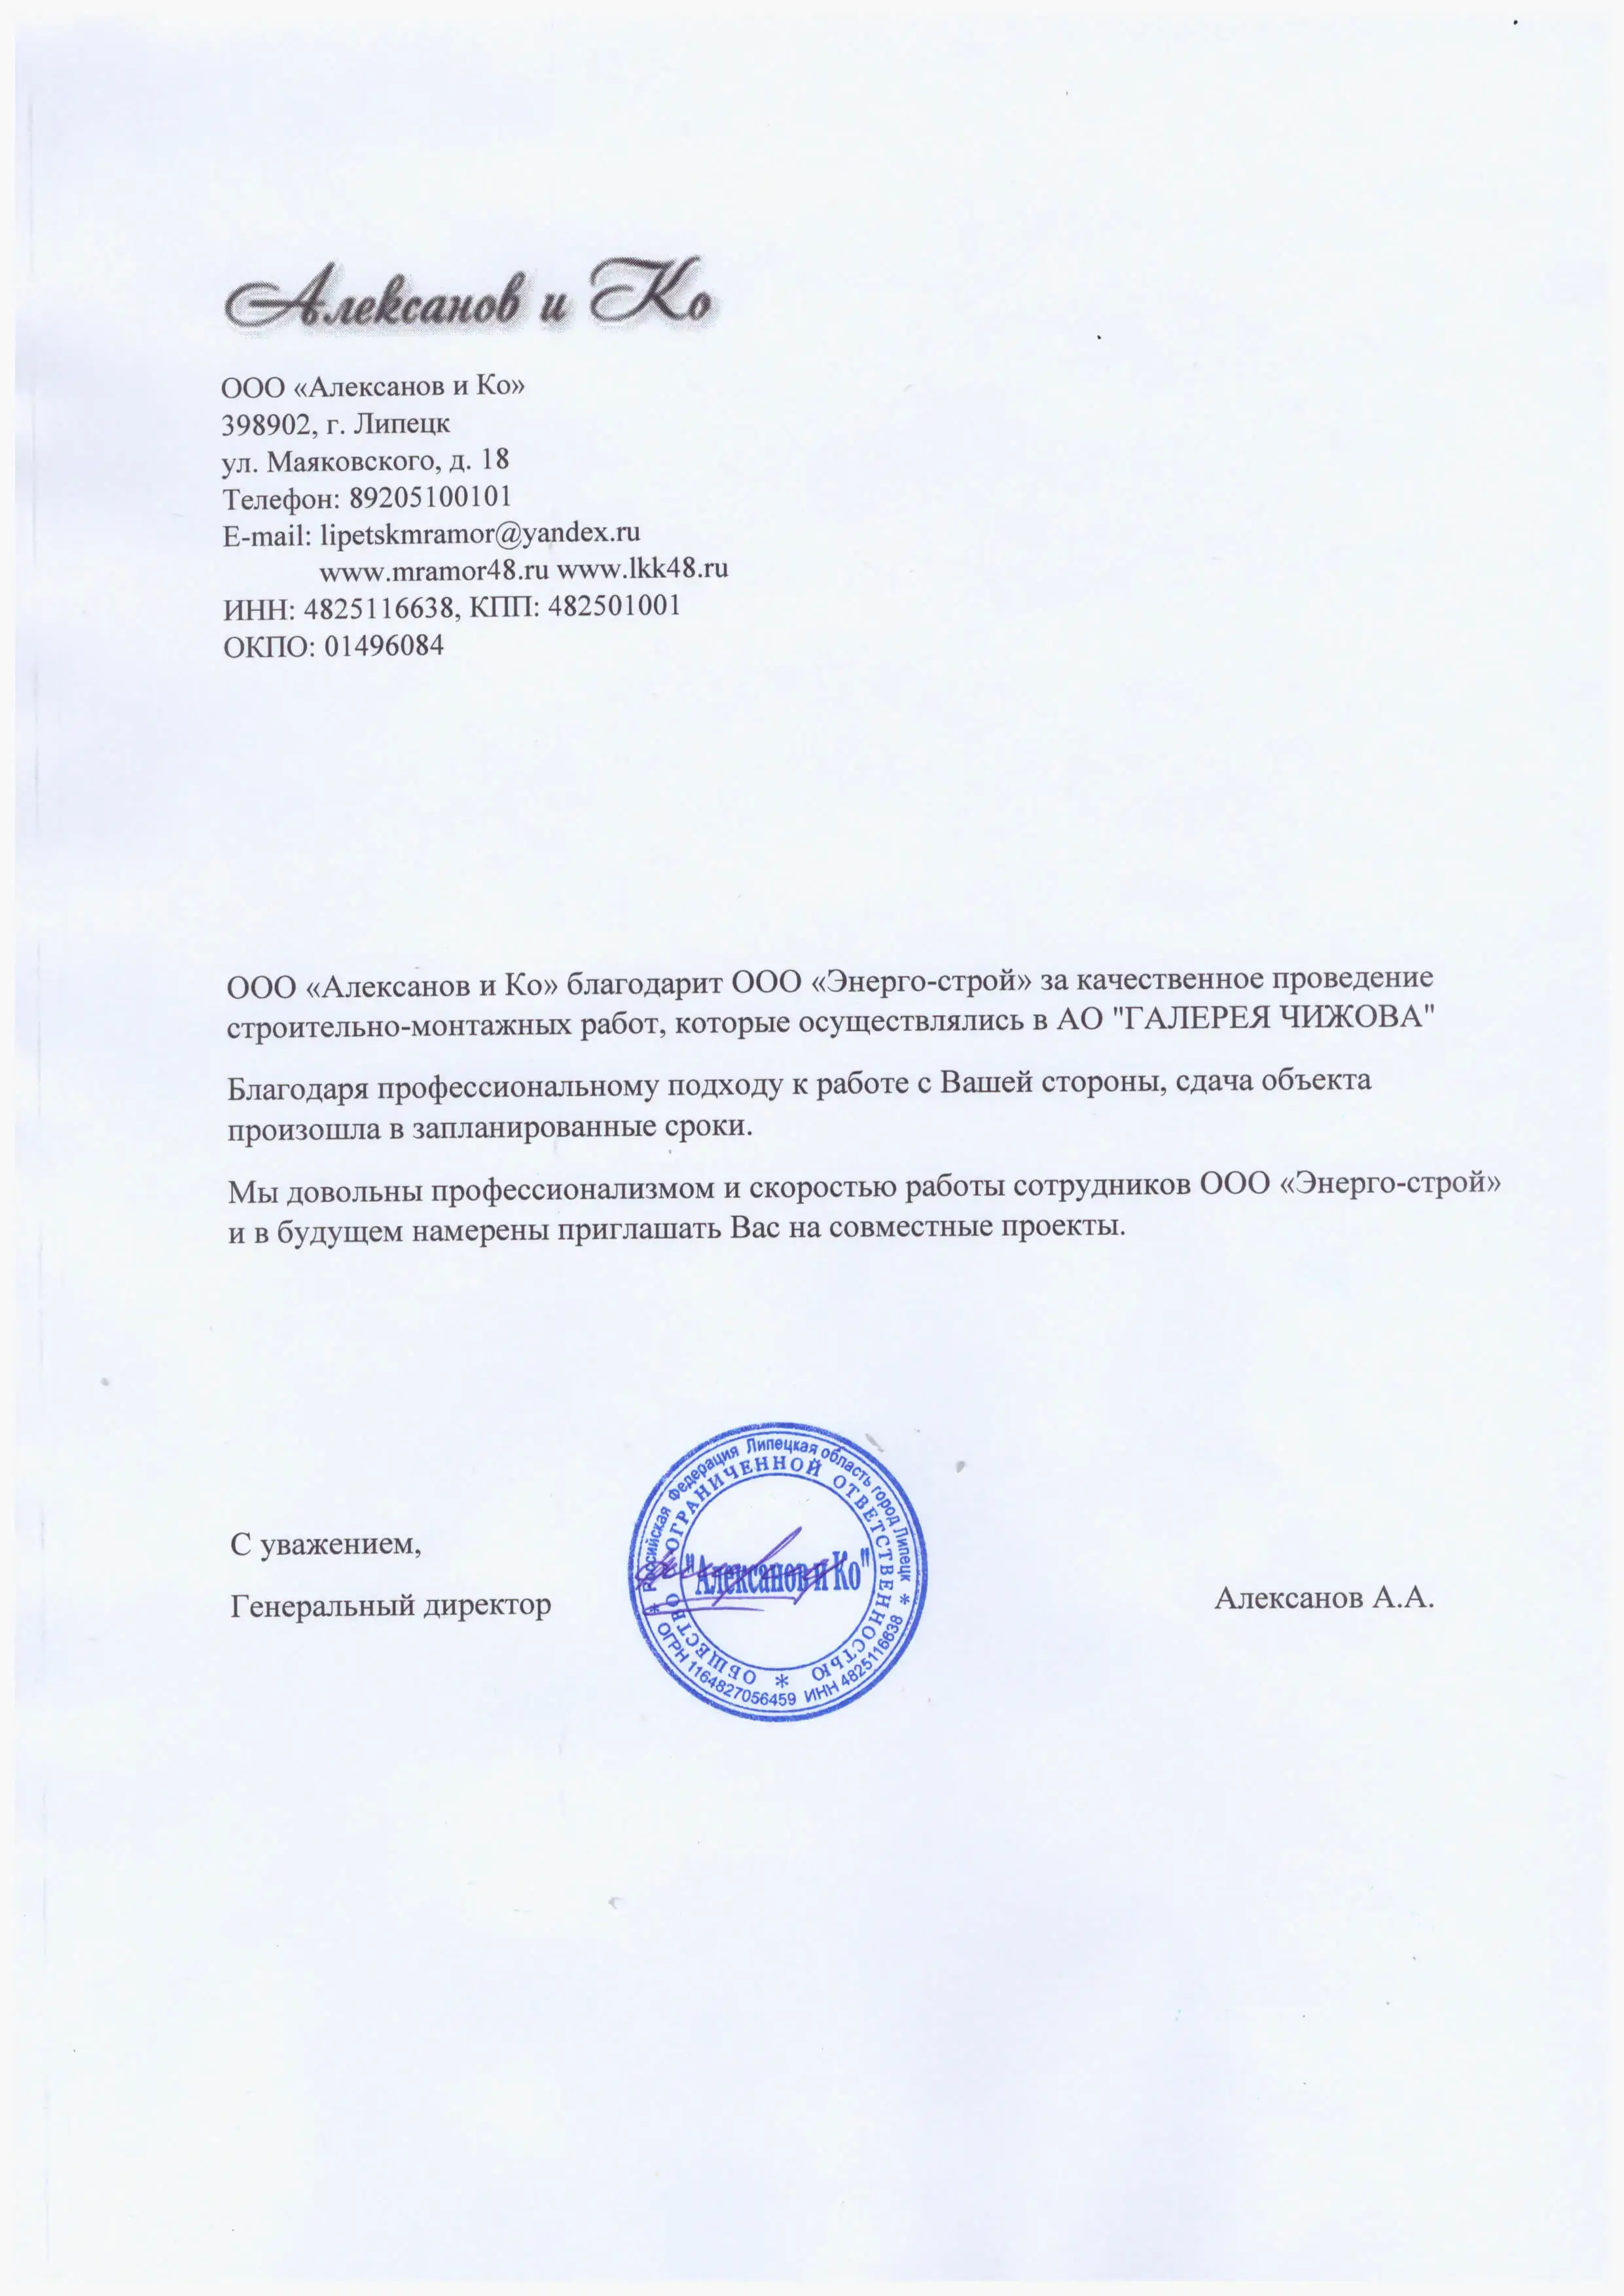 Алексанов и Ко
ООО «Алексанов и Ко»
398902, г. Липецк
ул. Маяковского, д. 18
Телефон: 89205100101
E-mail: lipetskmramor@yandex.ru
www.mramor48.ru www.lkk48.ru
ИНН: 4825116638, КПП: 482501001
ОКПО: 01496084
ООО «Алексанов и Ко» благодарит ООО «Энерго-строй» за качественное проведение
строительно-монтажных работ, которые осуществлялись в АО "ГАЛЕРЕЯ ЧИЖОВА"
Благодаря профессиональному подходу к работе с Вашей стороны, сдача объекта
произошла в запланированные сроки.
Мы довольны профессионализмом и скоростью работы сотрудников ООО «Энерго-строй»
и в будущем намерены приглашать Вас на совместные проекты.
С уважением,
Генеральный директор
Российская Федерация Липецкая область город Липецк
* ОГРН 1164827056459 ИНН 4825116638 *
ОБЩЕСТВО С ОГРАНИЧЕННОЙ ОТВЕТСТВЕННОСТЬЮ *
"Алексанов и Ко"
Алексанов А.А.